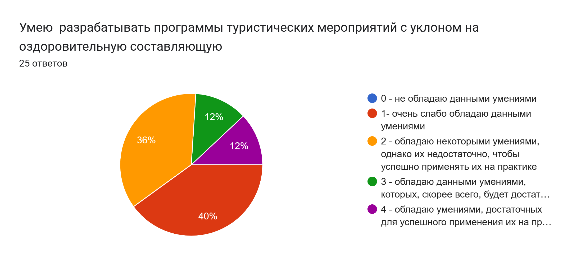 Умею разрабатывать программы туристических мероприятий с уклоном на
оздоровительную составляющую
25 ответов
36%
12%
12%
40%
0 - не обладаю данными умениями
1- очень слабо обладаю данными
умениями
2 - обладаю некоторыми умениями,
однако их недостаточно, чтобы
успешно применять их на практике
3 - обладаю данными умениями,
которых, скорее всего, будет достат…
4 - обладаю умениями, достаточных
для успешного применения их на пр…